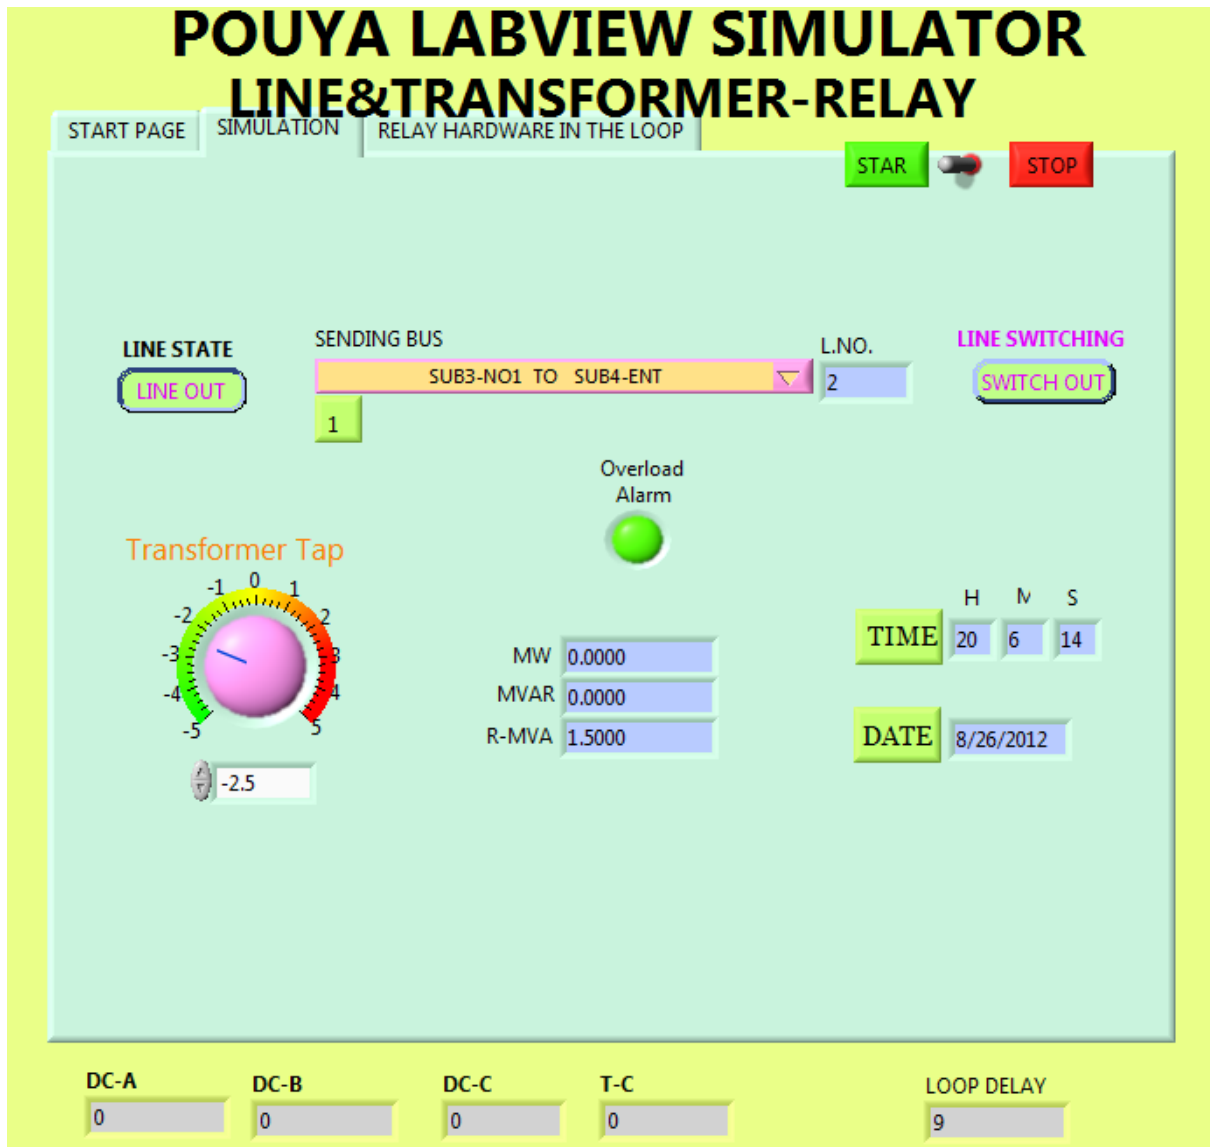 POUYA LABVIEW SIMULATOR
LINE&TRANSFORMER-RELAY
START PAGE SIMULATION RELAY HARDWARE IN THE LOOP
STAR STOP
LINE STATE SENDING BUS L.NO. LINE SWITCHING
LINE OUT SUB3-NO1 TO SUB4-ENT 2 SWITCH OUT
1
Overload
Alarm
Transformer Tap
-5 -4 -3 -2 -1 0 1 2 3 4 5
-2.5
MW 0.0000
MVAR 0.0000
R-MVA 1.5000
H M S
TIME 20 6 14
DATE 8/26/2012
DC-A DC-B DC-C T-C LOOP DELAY
0 0 0 0 9